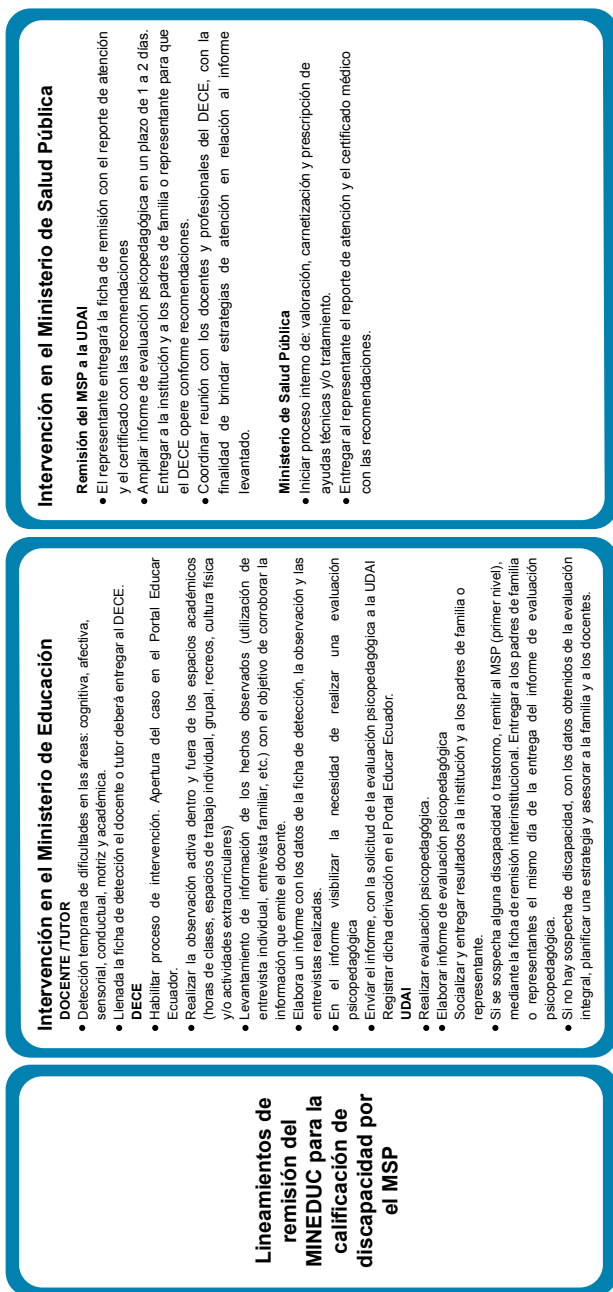 Lineamientos de
remisión del
MINEDUC para la
calificación de
discapacidad por
el MSP
Intervención en el Ministerio de Educación
DOCENTE /TUTOR
• Detección temprana de dificultades en las áreas: cognitiva, afectiva,
sensorial, conductual, motriz y académica.
• Llenada la ficha de detección el docente o tutor deberá entregar al DECE.
DECE
• Habilitar proceso de intervención. Apertura del caso en el Portal Educar
Ecuador.
• Realizar la observación activa dentro y fuera de los espacios académicos
(horas de clases, espacios de trabajo individual, grupal, recreos, cultura física
y/o actividades extracurriculares)
• Levantamiento de información de los hechos observados (utilización de
entrevista individual, entrevista familiar, etc.) con el objetivo de corroborar la
información que emite el docente.
• Elabora un informe con los datos de la ficha de detección, la observación y las
entrevistas realizadas.
• En el informe visibilizar la necesidad de realizar una evaluación
psicopedagógica
• Enviar el informe, con la solicitud de la evaluación psicopedagógica a la UDAI
Registrar dicha derivación en el Portal Educar Ecuador.
UDAI
• Realizar evaluación psicopedagógica.
• Elaborar informe de evaluación psicopedagógica
Socializar y entregar resultados a la institución y a los padres de familia o
representante.
• Si se sospecha alguna discapacidad o trastorno, remitir al MSP (primer nivel),
mediante la ficha de remisión interinstitucional. Entregar a los padres de familia
o representantes el mismo día de la entrega del informe de evaluación
psicopedagógica.
• Si no hay sospecha de discapacidad, con los datos obtenidos de la evaluación
integral, planificar una estrategia y asesorar a la familia y a los docentes.
Intervención en el Ministerio de Salud Pública
Remisión del MSP a la UDAI
• El representante entregará la ficha de remisión con el reporte de atención
y el certificado con las recomendaciones
• Ampliar informe de evaluación psicopedagógica en un plazo de 1 a 2 días.
Entregar a la institución y a los padres de familia o representante para que
el DECE opere conforme recomendaciones.
• Coordinar reunión con los docentes y profesionales del DECE, con la
finalidad de brindar estrategias de atención en relación al informe
levantado.
Ministerio de Salud Pública
• Iniciar proceso interno de: valoración, carnetización y prescripción de
ayudas técnicas y/o tratamiento.
• Entregar al representante el reporte de atención y el certificado médico
con las recomendaciones.